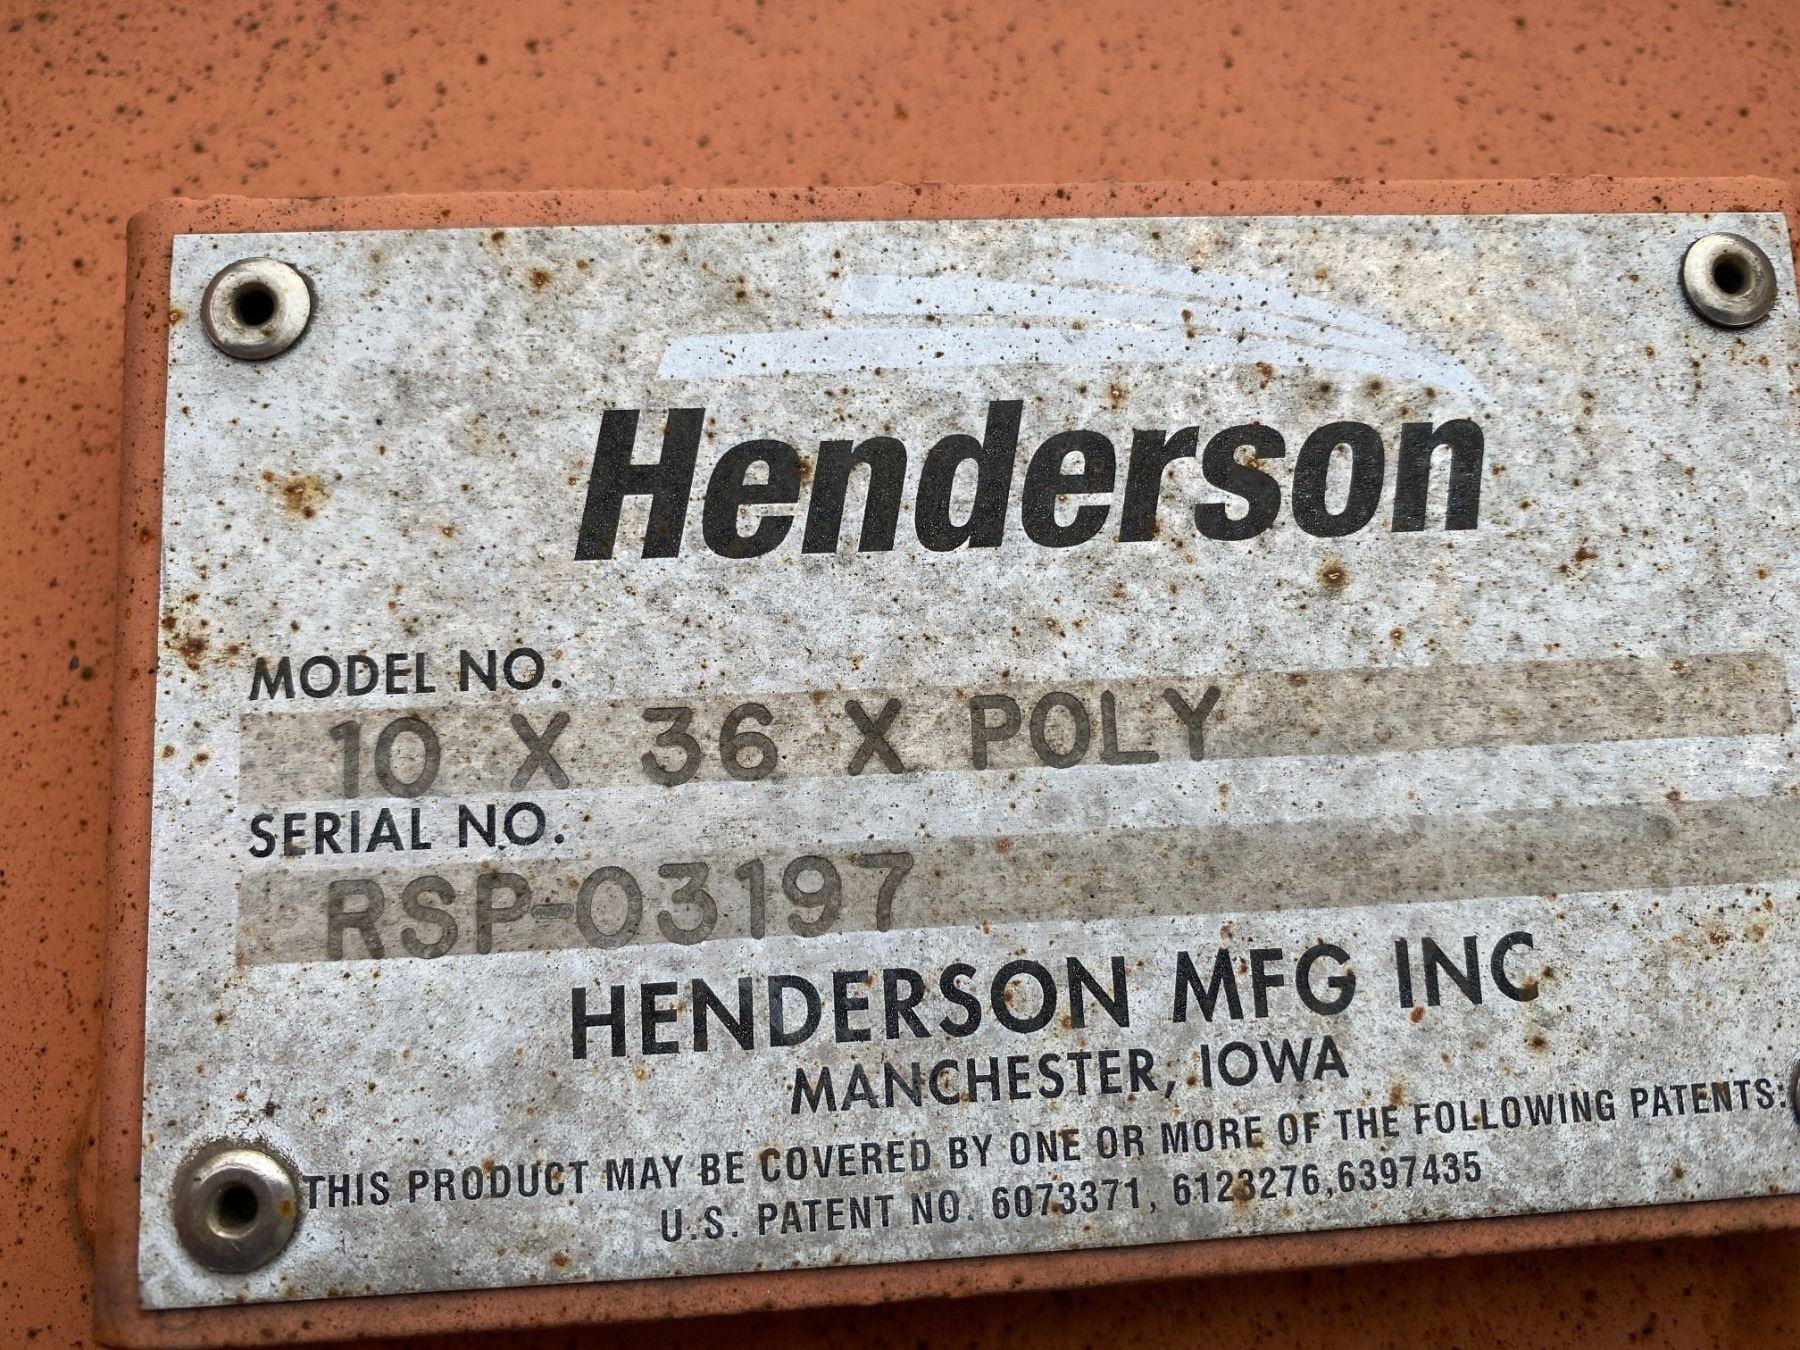 Henderson
MODEL NO.
10 X 36 X POLY
SERIAL NO.
RSP-03197
HENDERSON MFG INC
MANCHESTER, IOWA
THIS PRODUCT MAY BE COVERED BY ONE OR MORE OF THE FOLLOWING PATENTS:
U.S. PATENT NO. 6073371, 6123276,6397435